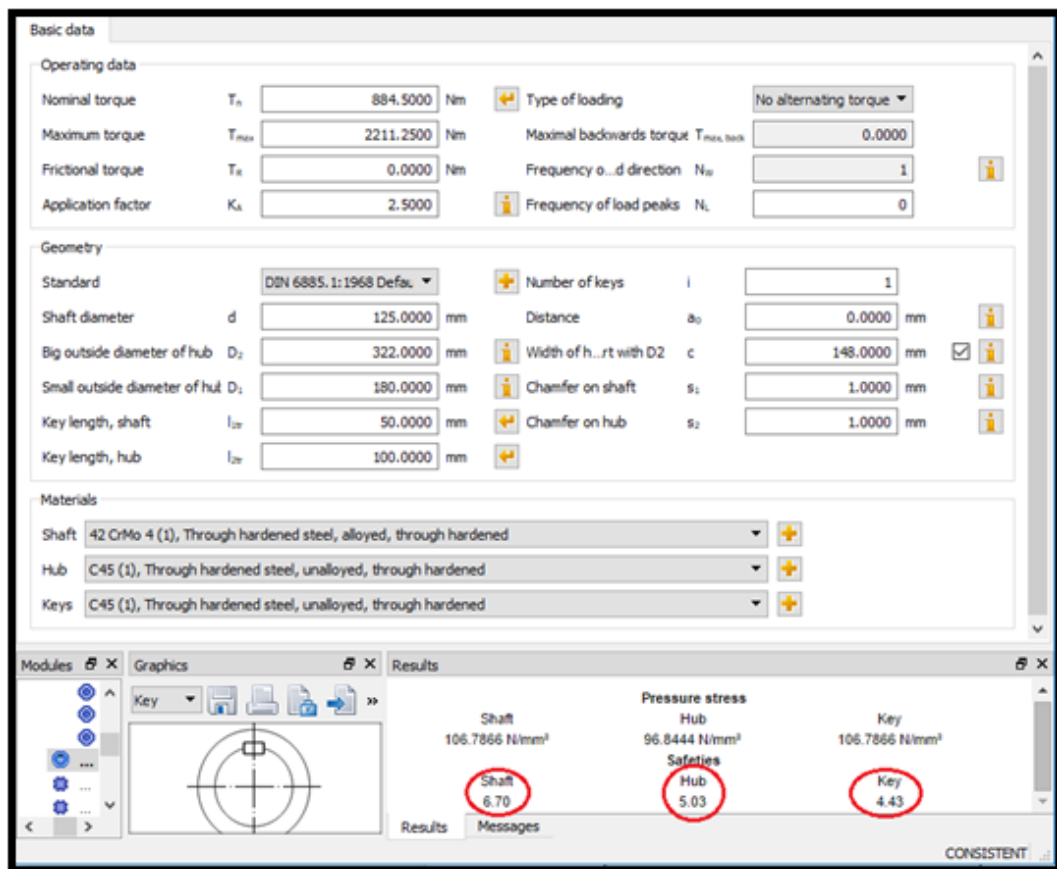 Basic data
Operating data
Nominal torque Tn 884.5000 Nm Type of loading No alternating torque
Maximum torque Tmax 2211.2500 Nm Maximal backwards torque Tmax, back 0.0000
Frictional torque TR 0.0000 Nm Frequency o...d direction NW 1
Application factor KA 2.5000 Frequency of load peaks NL 0
Geometry
Standard DIN 6885.1:1968 Defau Number of keys i 1
Shaft diameter d 125.0000 mm Distance a0 0.0000 mm
Big outside diameter of hub D2 322.0000 mm Width of h...rt with D2 c 148.0000 mm
Small outside diameter of hul D1 180.0000 mm Chamfer on shaft s1 1.0000 mm
Key length, shaft l1tr 50.0000 mm Chamfer on hub s2 1.0000 mm
Key length, hub l2tr 100.0000 mm
Materials
Shaft 42 CrMo 4 (1), Through hardened steel, alloyed, through hardened
Hub C45 (1), Through hardened steel, unalloyed, through hardened
Keys C45 (1), Through hardened steel, unalloyed, through hardened
Modules Graphics Results
Key »
...
...
...
Pressure stress
Shaft Hub Key
106.7866 N/mm² 96.8444 N/mm² 106.7866 N/mm²
Safeties
Shaft Hub Key
6.70 5.03 4.43
Results Messages
CONSISTENT